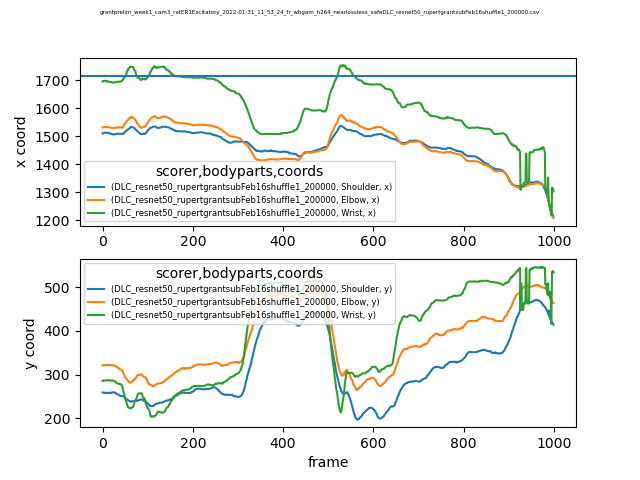 grantprelim_week1_cam3_ratER1Excitatory_2022-01-31_11_53_24_fr_wbgam_h264_nearlossless_safeDLC_resnet50_rupertgrantsubFeb16shuffle1_200000.csv
x coord
1700
1600
1500
1400
1300
1200
scorer,bodyparts,coords
(DLC_resnet50_rupertgrantsubFeb16shuffle1_200000, Shoulder, x)
(DLC_resnet50_rupertgrantsubFeb16shuffle1_200000, Elbow, x)
(DLC_resnet50_rupertgrantsubFeb16shuffle1_200000, Wrist, x)
0 200 400 600 800 1000
y coord
500
400
300
200
scorer,bodyparts,coords
(DLC_resnet50_rupertgrantsubFeb16shuffle1_200000, Shoulder, y)
(DLC_resnet50_rupertgrantsubFeb16shuffle1_200000, Elbow, y)
(DLC_resnet50_rupertgrantsubFeb16shuffle1_200000, Wrist, y)
0 200 400 600 800 1000
frame